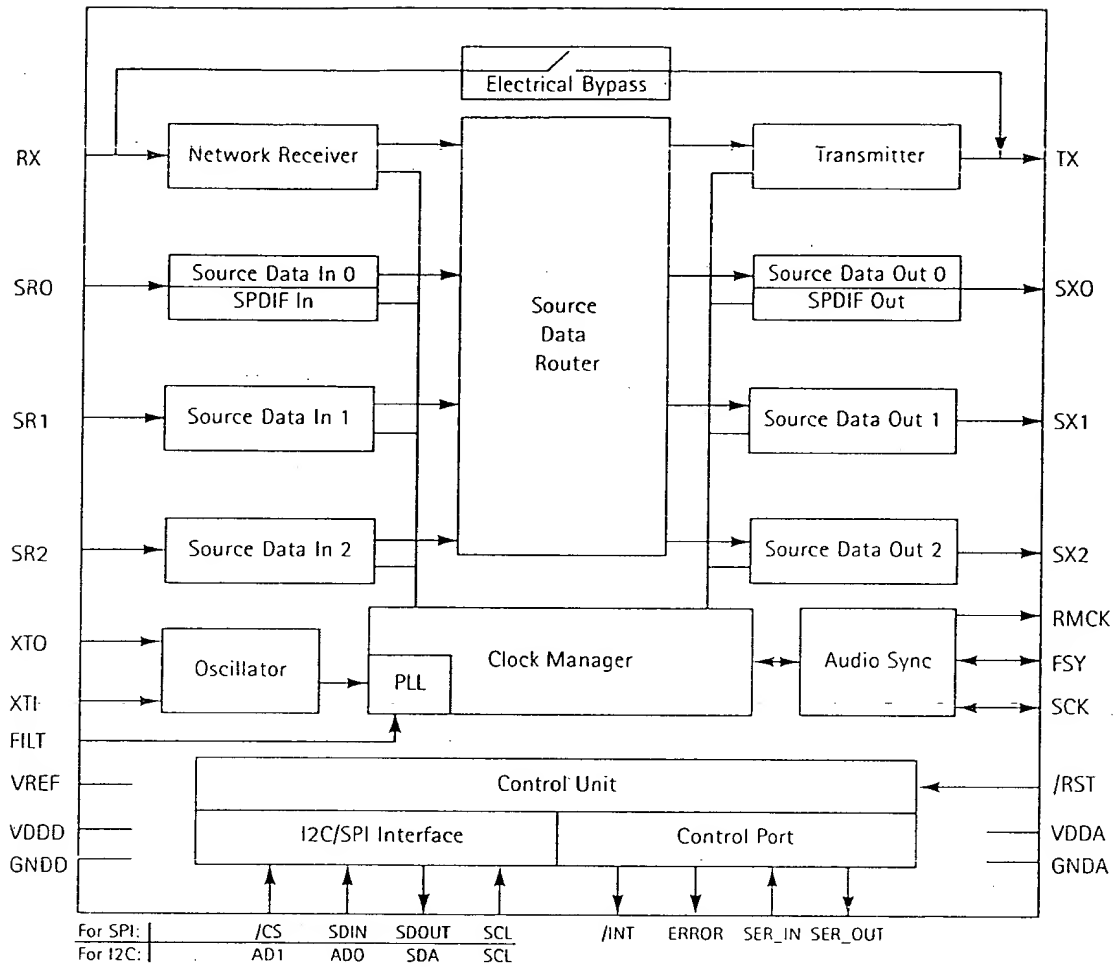 Electrical Bypass
RX
Network Receiver
Transmitter
TX
SR0
Source Data In 0
SPDIF In
Source
Data
Router
Source Data Out 0
SPDIF Out
SX0
SR1
Source Data In 1
Source Data Out 1
SX1
SR2
Source Data In 2
Source Data Out 2
SX2
XTO
XTI
Oscillator
PLL
Clock Manager
Audio Sync
RMCK
FSY
SCK
FILT
VREF
Control Unit
/RST
VDDD
I2C/SPI Interface
Control Port
VDDA
GNDD
GNDA
For SPI: /CS SDIN SDOUT SCL /INT ERROR SER_IN SER_OUT
For I2C: AD1 AD0 SDA SCL